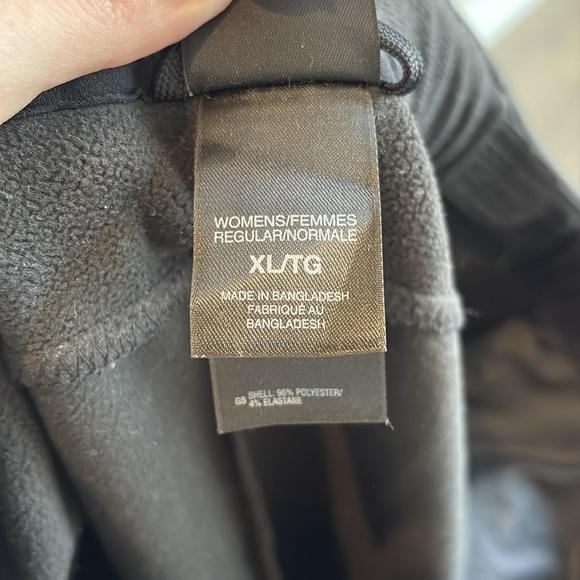 WOMENS/FEMMES
REGULAR/NORMALE
XL/TG
MADE IN BANGLADESH
FABRIQUÉ AU
BANGLADESH
GB SHELL: 96% POLYESTER/
4% ELASTANE